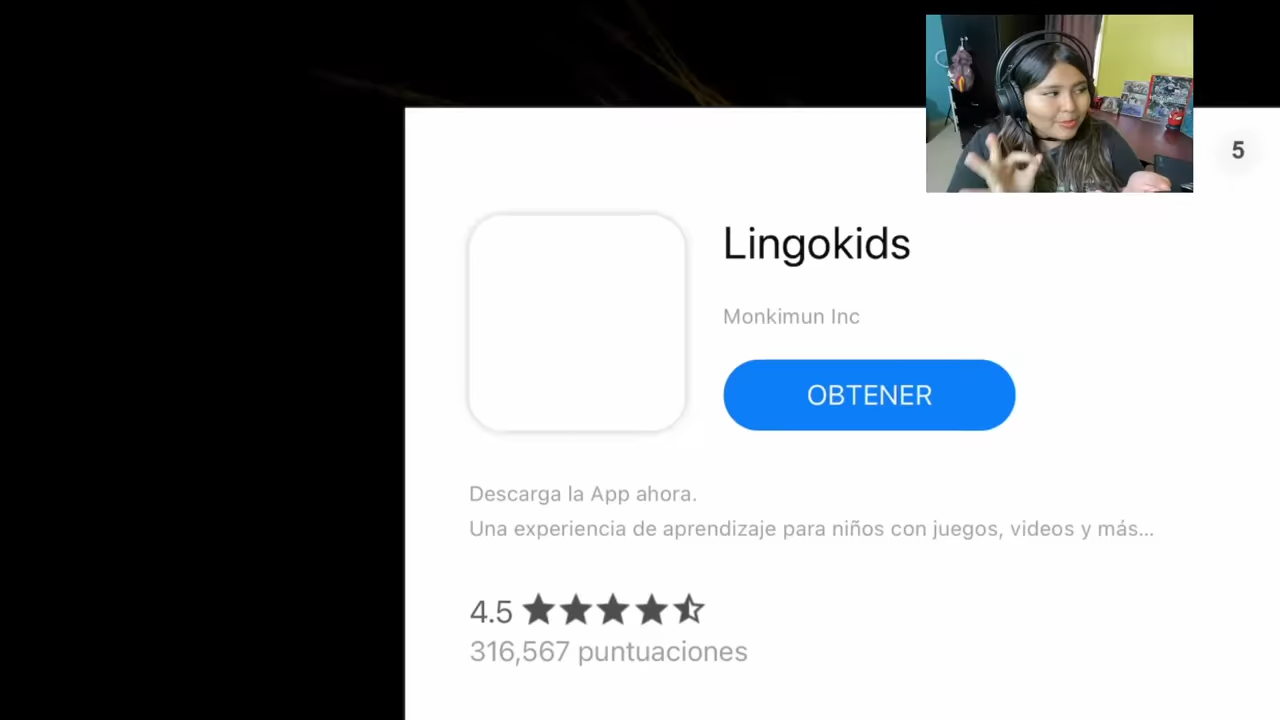 5
Lingokids
Monkimun Inc
OBTENER
Descarga la App ahora.
Una experiencia de aprendizaje para niños con juegos, videos y más...
4.5
316,567 puntuaciones